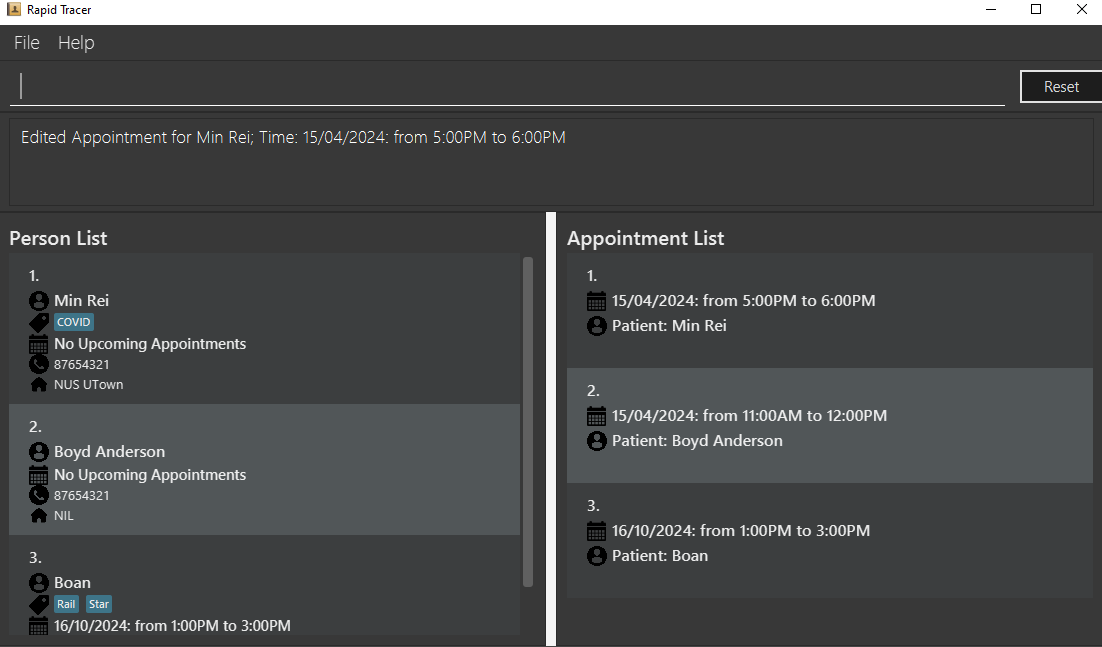 Rapid Tracer
File Help
Reset
Edited Appointment for Min Rei; Time: 15/04/2024: from 5:00PM to 6:00PM
Person List
1.
Min Rei
COVID
No Upcoming Appointments
87654321
NUS UTown
2.
Boyd Anderson
No Upcoming Appointments
87654321
NIL
3.
Boan
Rail Star
16/10/2024: from 1:00PM to 3:00PM
Appointment List
1.
15/04/2024: from 5:00PM to 6:00PM
Patient: Min Rei
2.
15/04/2024: from 11:00AM to 12:00PM
Patient: Boyd Anderson
3.
16/10/2024: from 1:00PM to 3:00PM
Patient: Boan